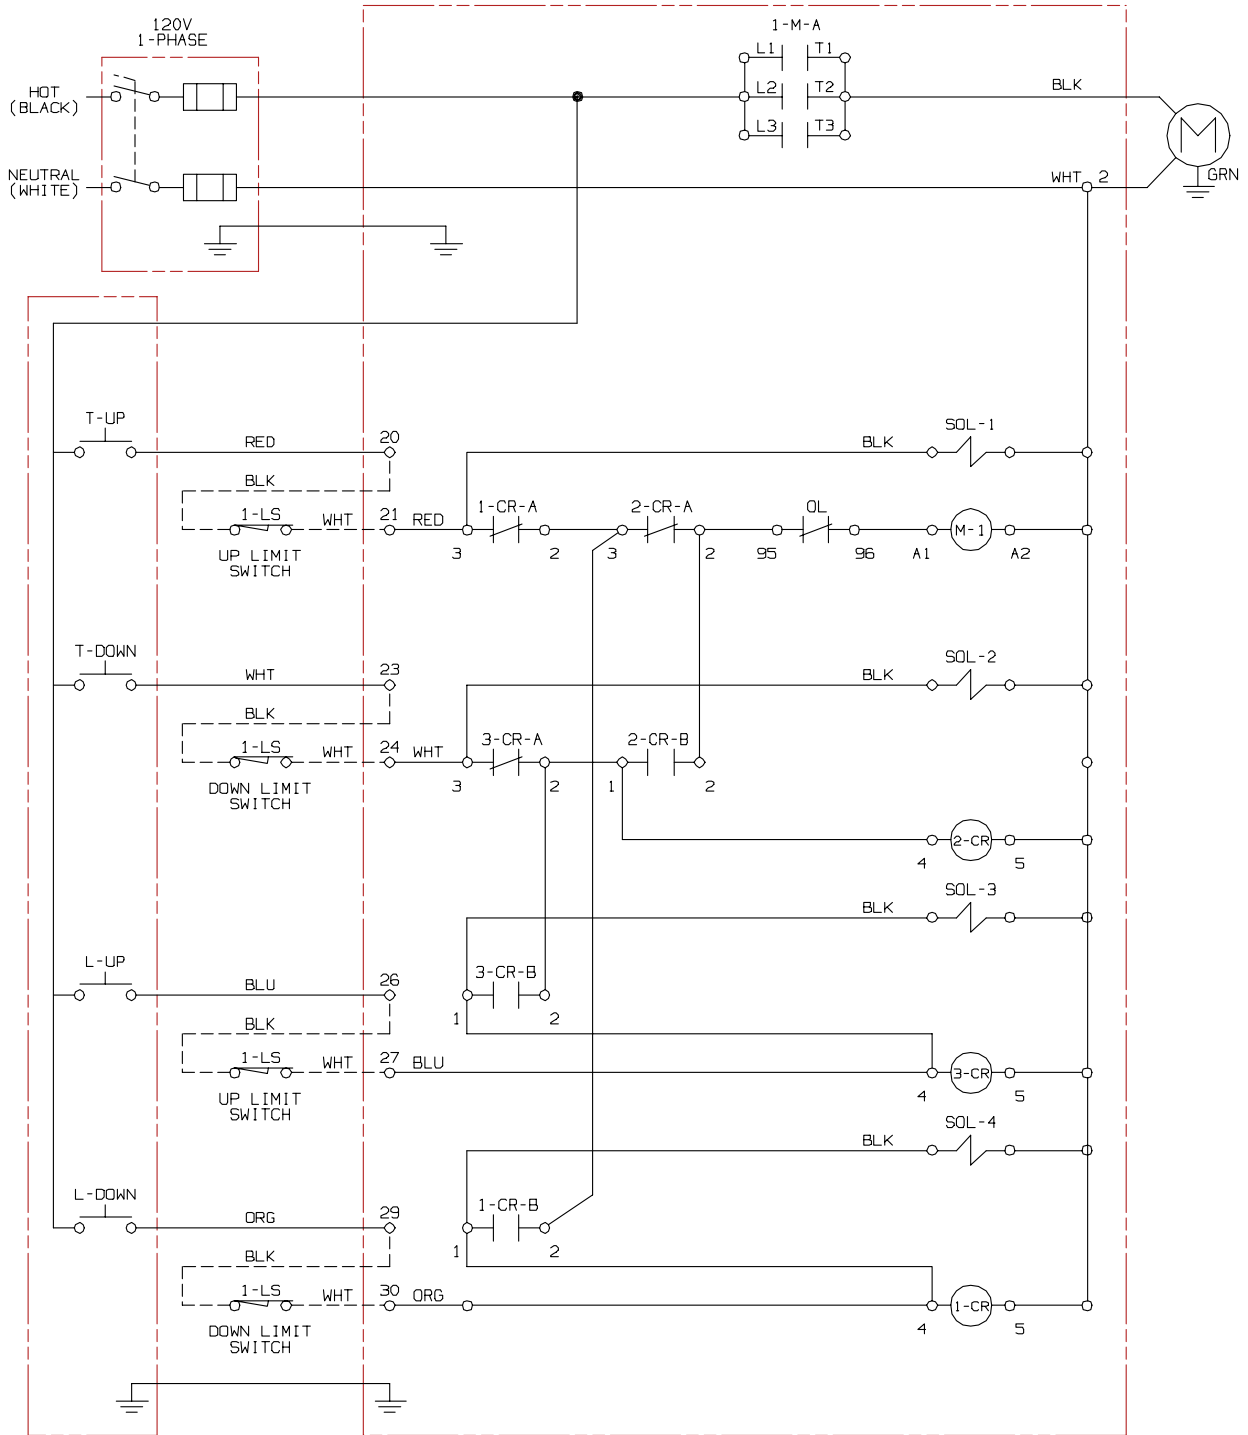 120V
1-PHASE
1-M-A
L1 T1
HOT
(BLACK)
L2 T2
BLK
L3 T3
M
NEUTRAL
(WHITE)
WHT 2
GRN
T-UP
RED
20
BLK
SOL-1
BLK
1-LS
WHT
21
RED
1-CR-A
2-CR-A
OL
M-1
UP LIMIT
SWITCH
3 2 3 2 95 96 A1 A2
T-DOWN
WHT
23
BLK
SOL-2
BLK
1-LS
WHT
24
WHT
3-CR-A
2-CR-B
DOWN LIMIT
SWITCH
3 2 1 2
2-CR
4 5
BLK
SOL-3
L-UP
BLU
26
3-CR-B
1 2
BLK
1-LS
WHT
27
BLU
3-CR
UP LIMIT
SWITCH
4 5
BLK
SOL-4
L-DOWN
ORG
29
1-CR-B
1 2
BLK
1-LS
WHT
30
ORG
1-CR
DOWN LIMIT
SWITCH
4 5